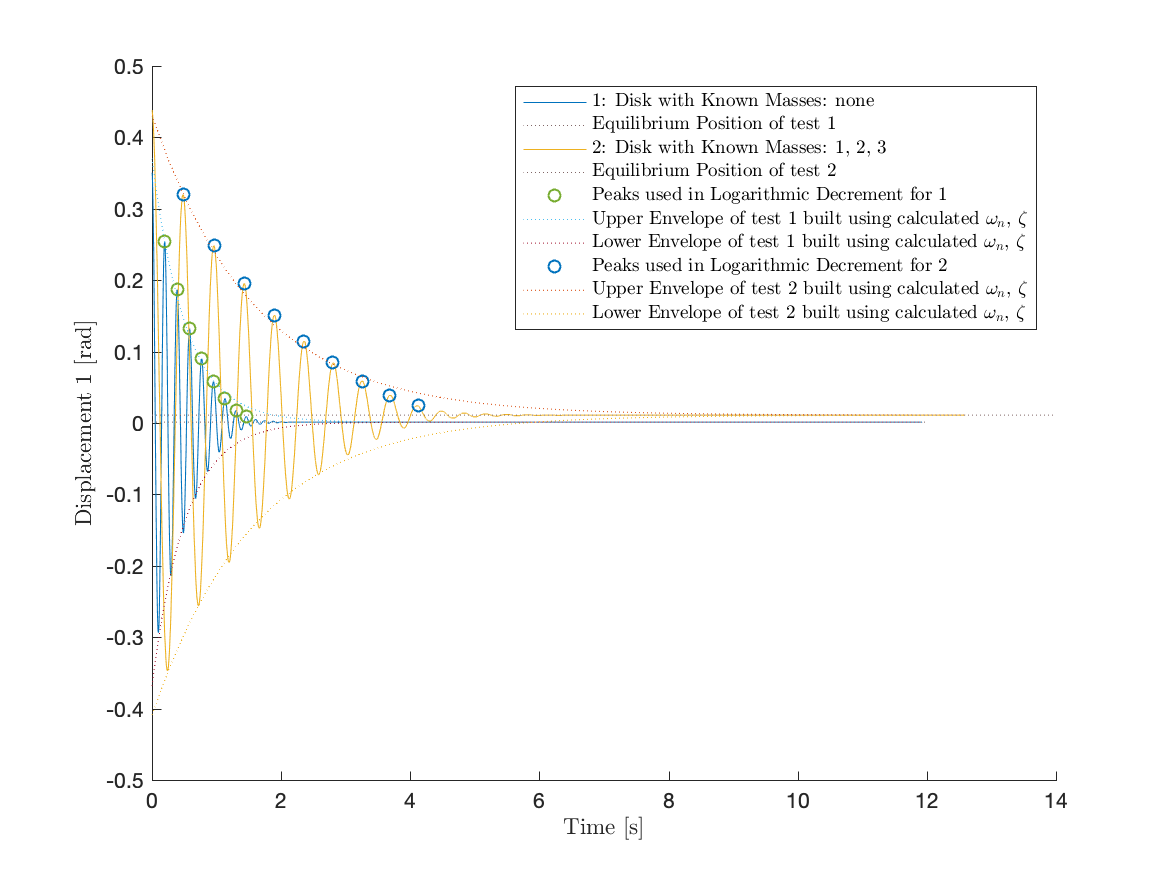 0.5
0.4
0.3
0.2
0.1
0
-0.1
-0.2
-0.3
-0.4
-0.5
Displacement 1 [rad]
1: Disk with Known Masses: none
Equilibrium Position of test 1
2: Disk with Known Masses: 1, 2, 3
Equilibrium Position of test 2
Peaks used in Logarithmic Decrement for 1
Upper Envelope of test 1 built using calculated ωₙ, ζ
Lower Envelope of test 1 built using calculated ωₙ, ζ
Peaks used in Logarithmic Decrement for 2
Upper Envelope of test 2 built using calculated ωₙ, ζ
Lower Envelope of test 2 built using calculated ωₙ, ζ
0 2 4 6 8 10 12 14
Time [s]